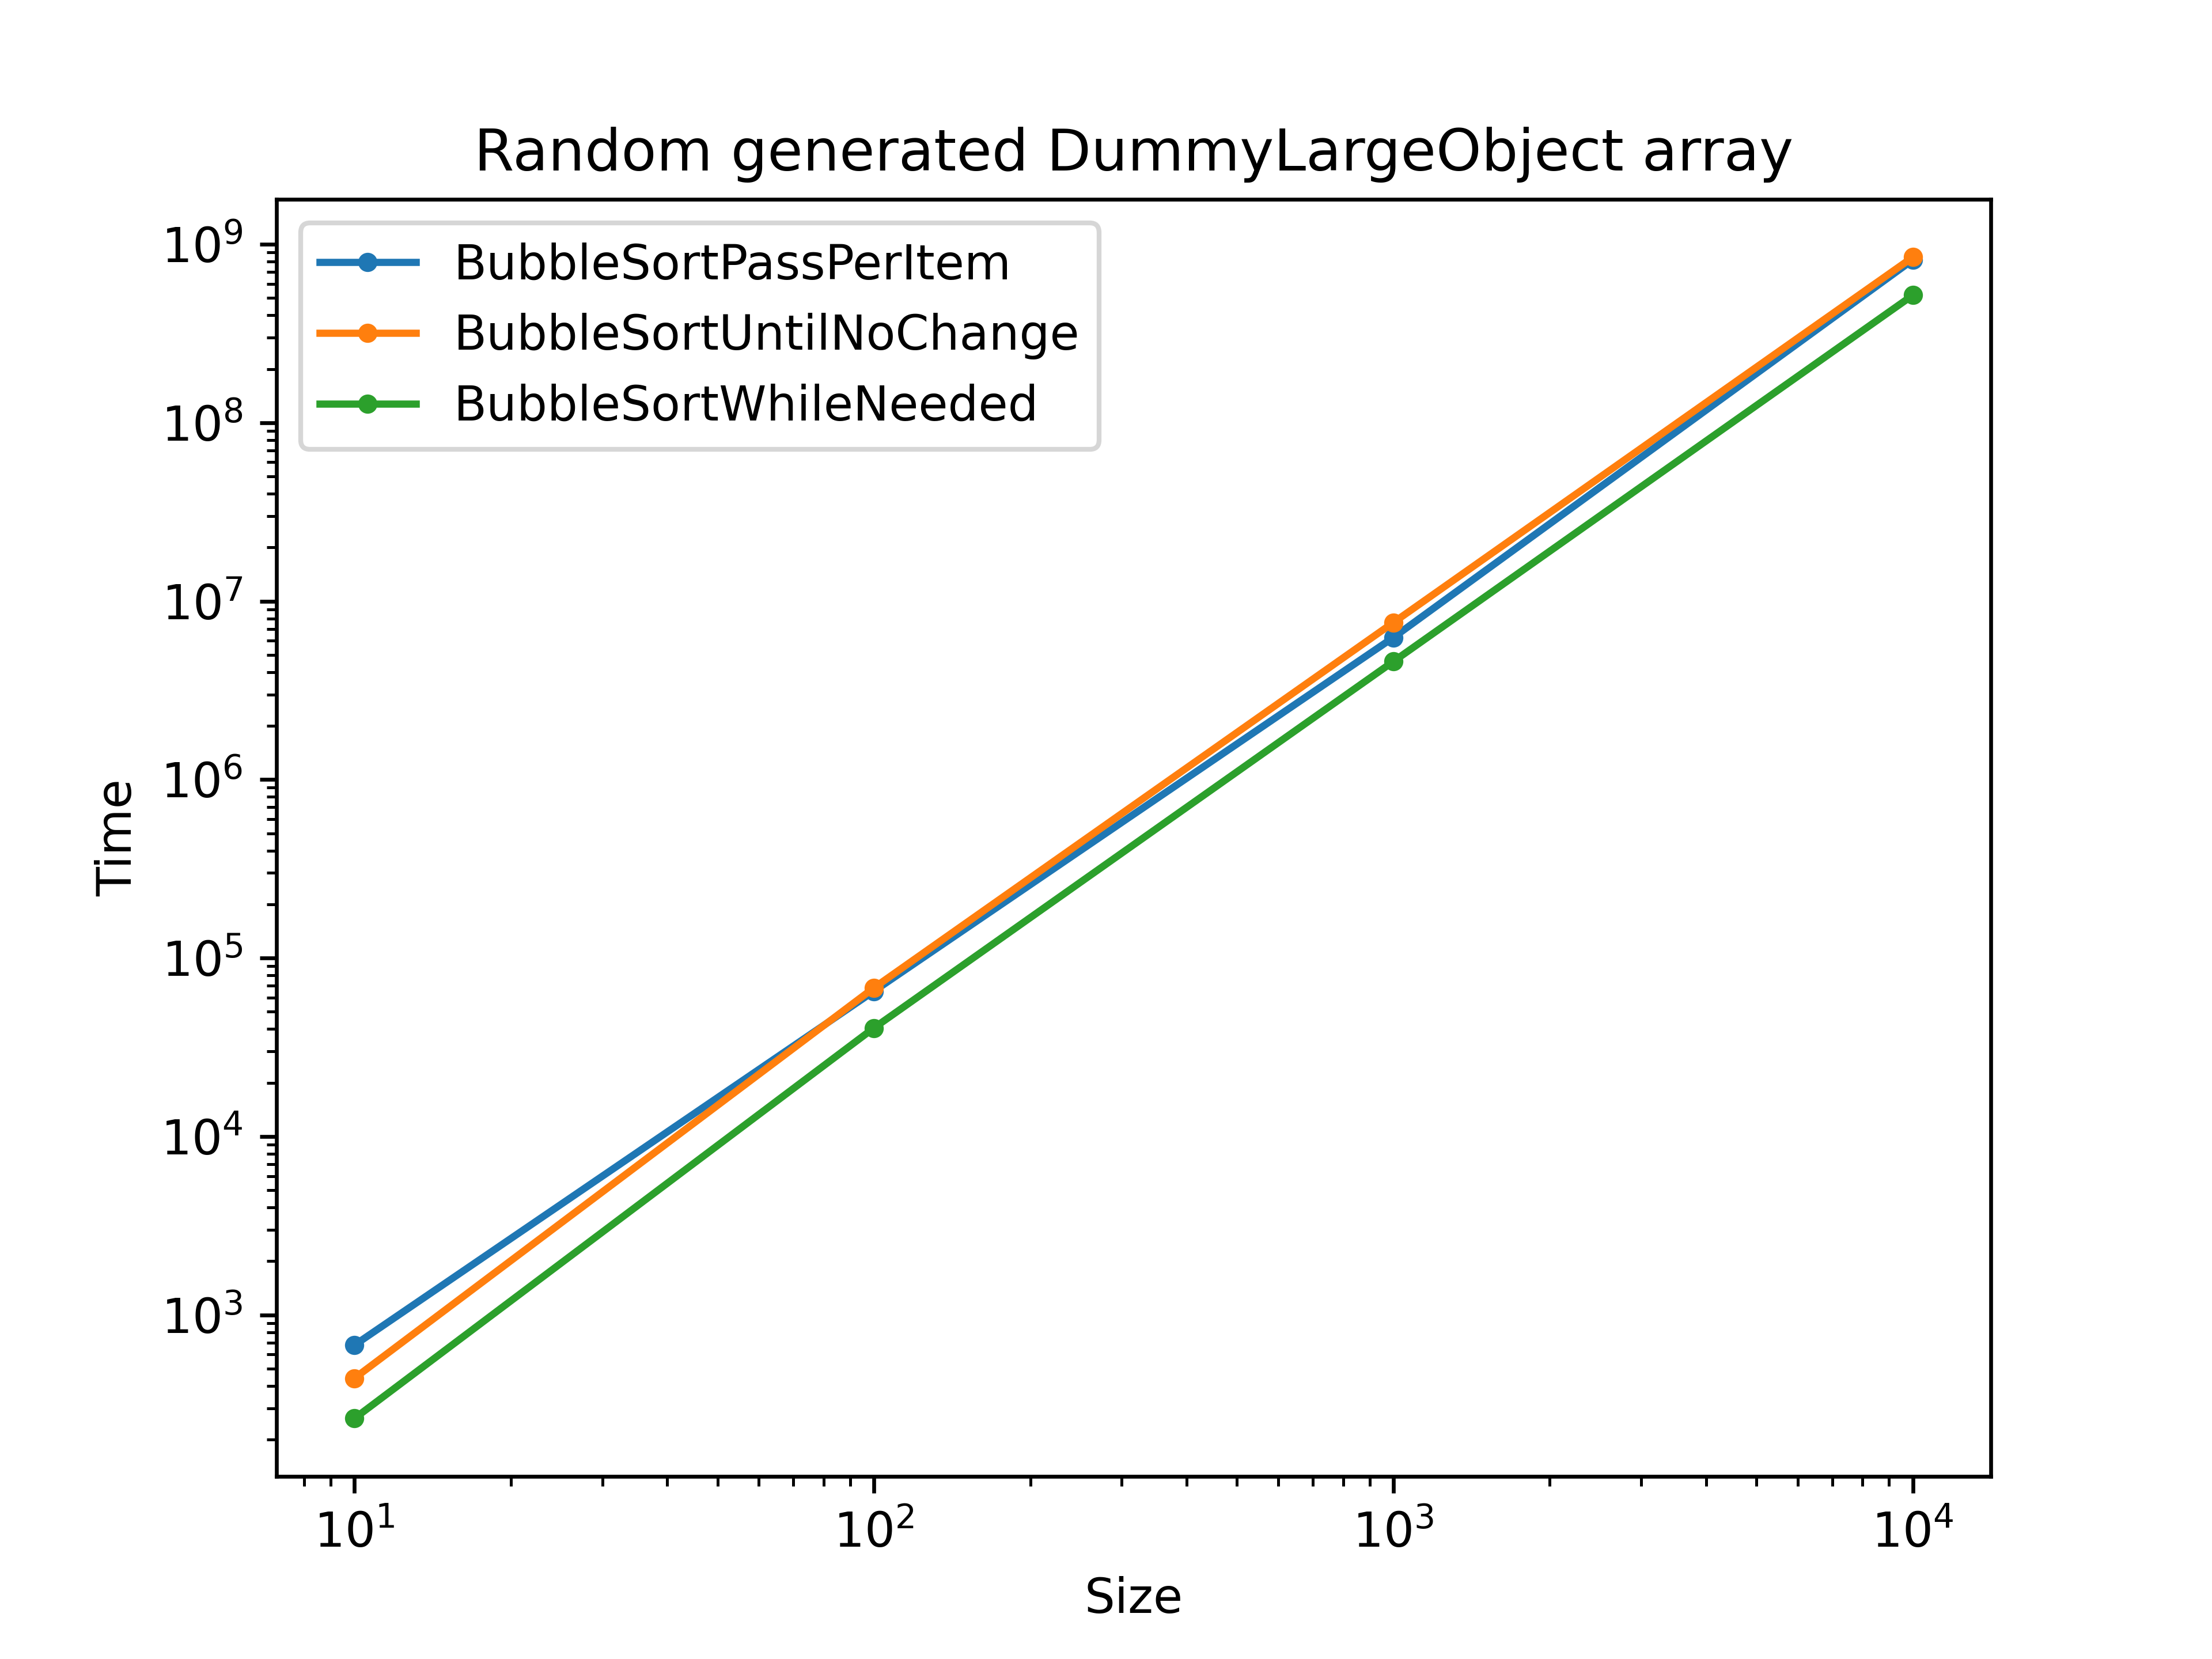 Random generated DummyLargeObject array
BubbleSortPassPerItem
BubbleSortUntilNoChange
BubbleSortWhileNeeded
10⁹
10⁸
10⁷
10⁶
10⁵
10⁴
10³
Time
10¹ 10² 10³ 10⁴
Size